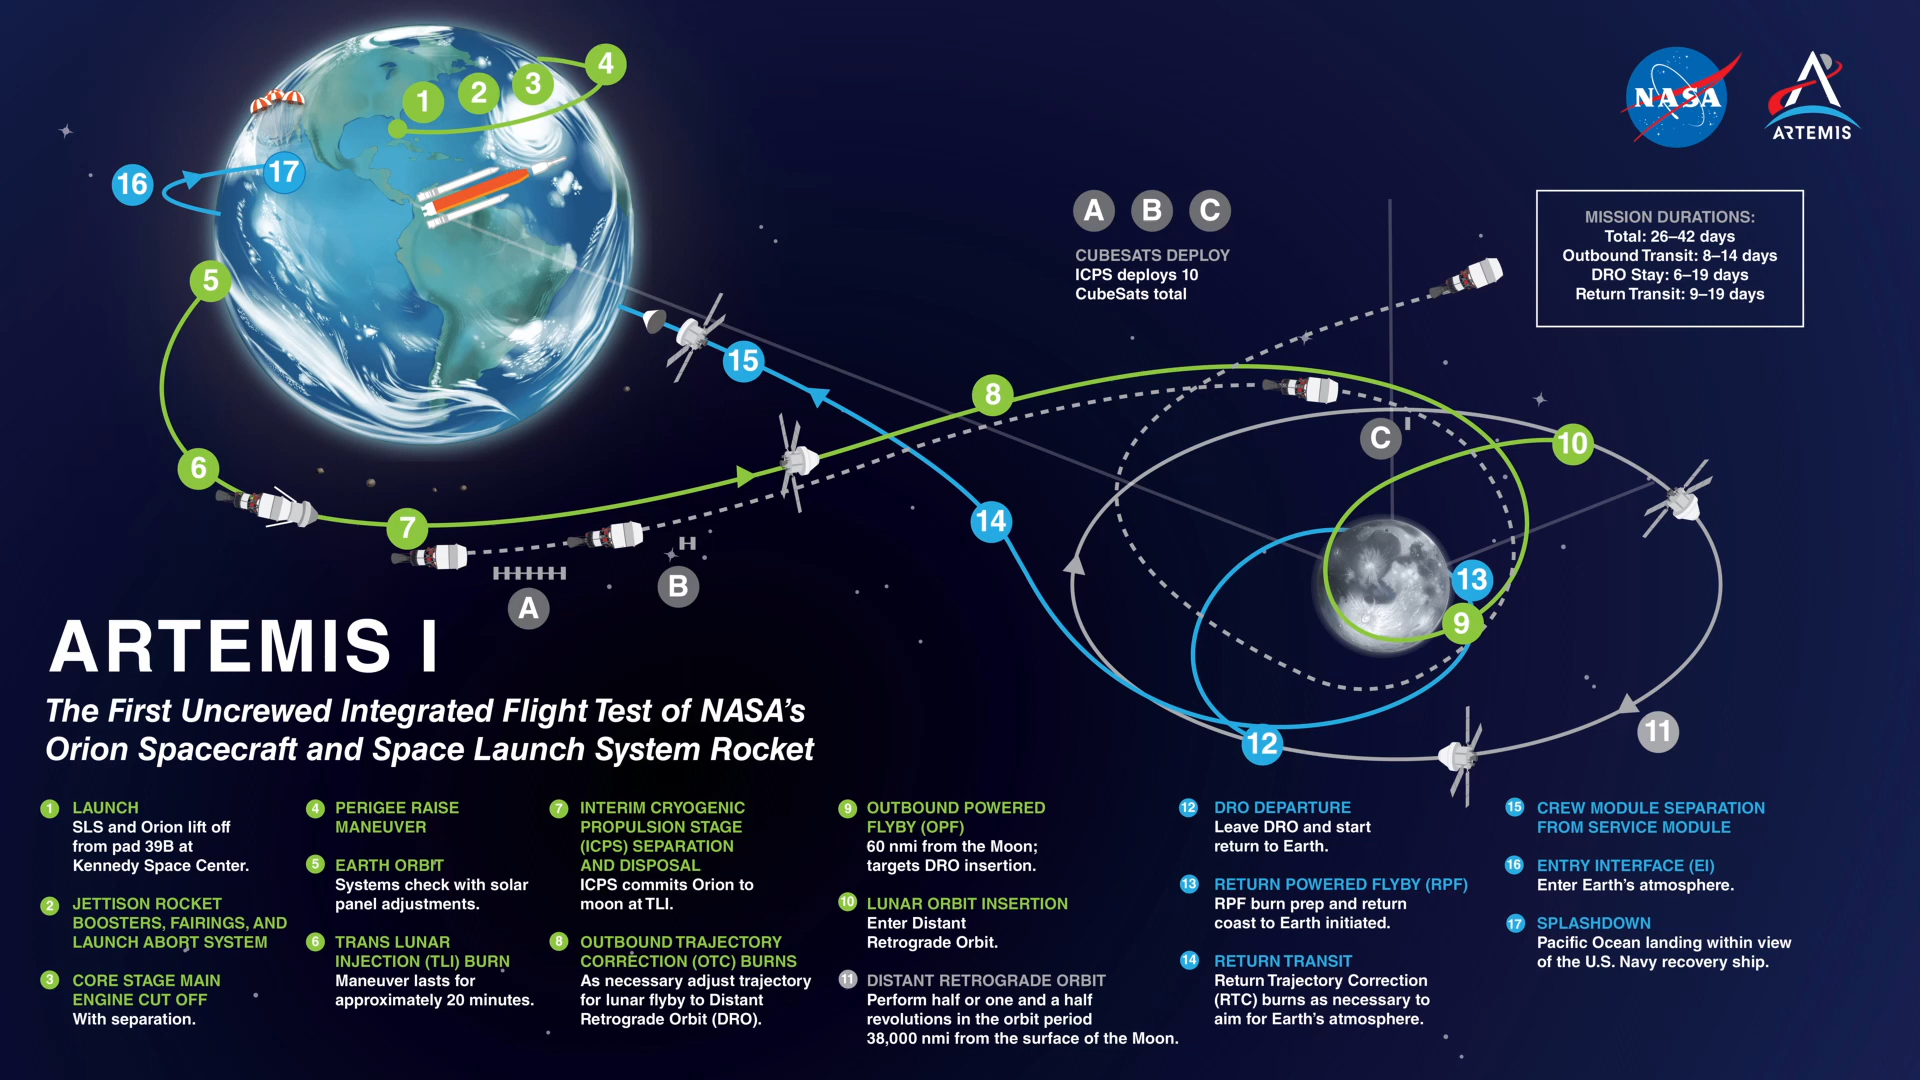 NASA
ARTEMIS
1
2
3
4
16
17
5
A B C
CUBESATS DEPLOY
ICPS deploys 10
CubeSats total
MISSION DURATIONS:
Total: 26–42 days
Outbound Transit: 8–14 days
DRO Stay: 6–19 days
Return Transit: 9–19 days
15
8
6
7
14
C
10
A
B
13
9
12
11
ARTEMIS I
The First Uncrewed Integrated Flight Test of NASA’s
Orion Spacecraft and Space Launch System Rocket
1 LAUNCH
SLS and Orion lift off
from pad 39B at
Kennedy Space Center.
2 JETTISON ROCKET
BOOSTERS, FAIRINGS, AND
LAUNCH ABORT SYSTEM
3 CORE STAGE MAIN
ENGINE CUT OFF
With separation.
4 PERIGEE RAISE
MANEUVER
5 EARTH ORBIT
Systems check with solar
panel adjustments.
6 TRANS LUNAR
INJECTION (TLI) BURN
Maneuver lasts for
approximately 20 minutes.
7 INTERIM CRYOGENIC
PROPULSION STAGE
(ICPS) SEPARATION
AND DISPOSAL
ICPS commits Orion to
moon at TLI.
8 OUTBOUND TRAJECTORY
CORRECTION (OTC) BURNS
As necessary adjust trajectory
for lunar flyby to Distant
Retrograde Orbit (DRO).
9 OUTBOUND POWERED
FLYBY (OPF)
60 nmi from the Moon;
targets DRO insertion.
10 LUNAR ORBIT INSERTION
Enter Distant
Retrograde Orbit.
11 DISTANT RETROGRADE ORBIT
Perform half or one and a half
revolutions in the orbit period
38,000 nmi from the surface of the Moon.
12 DRO DEPARTURE
Leave DRO and start
return to Earth.
13 RETURN POWERED FLYBY (RPF)
RPF burn prep and return
coast to Earth initiated.
14 RETURN TRANSIT
Return Trajectory Correction
(RTC) burns as necessary to
aim for Earth’s atmosphere.
15 CREW MODULE SEPARATION
FROM SERVICE MODULE
16 ENTRY INTERFACE (EI)
Enter Earth’s atmosphere.
17 SPLASHDOWN
Pacific Ocean landing within view
of the U.S. Navy recovery ship.